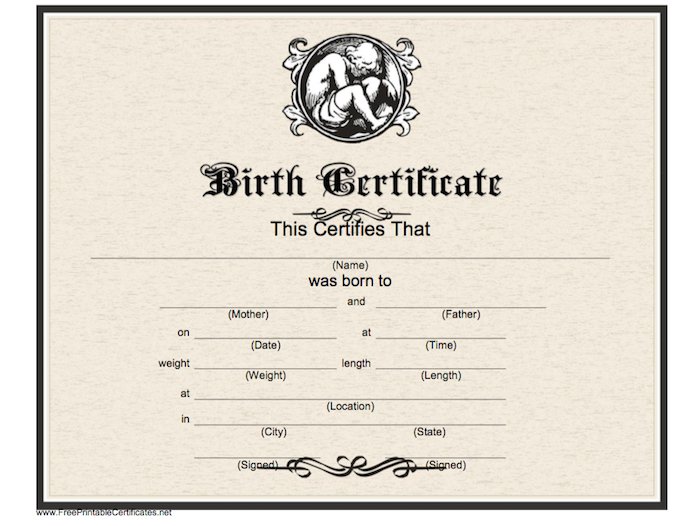 Birth Certificate
This Certifies That
(Name)
was born to
and
(Mother) (Father)
on at
(Date) (Time)
weight length
(Weight) (Length)
at
(Location)
in
(City) (State)
(Signed) (Signed)
www.FreePrintableCertificates.net